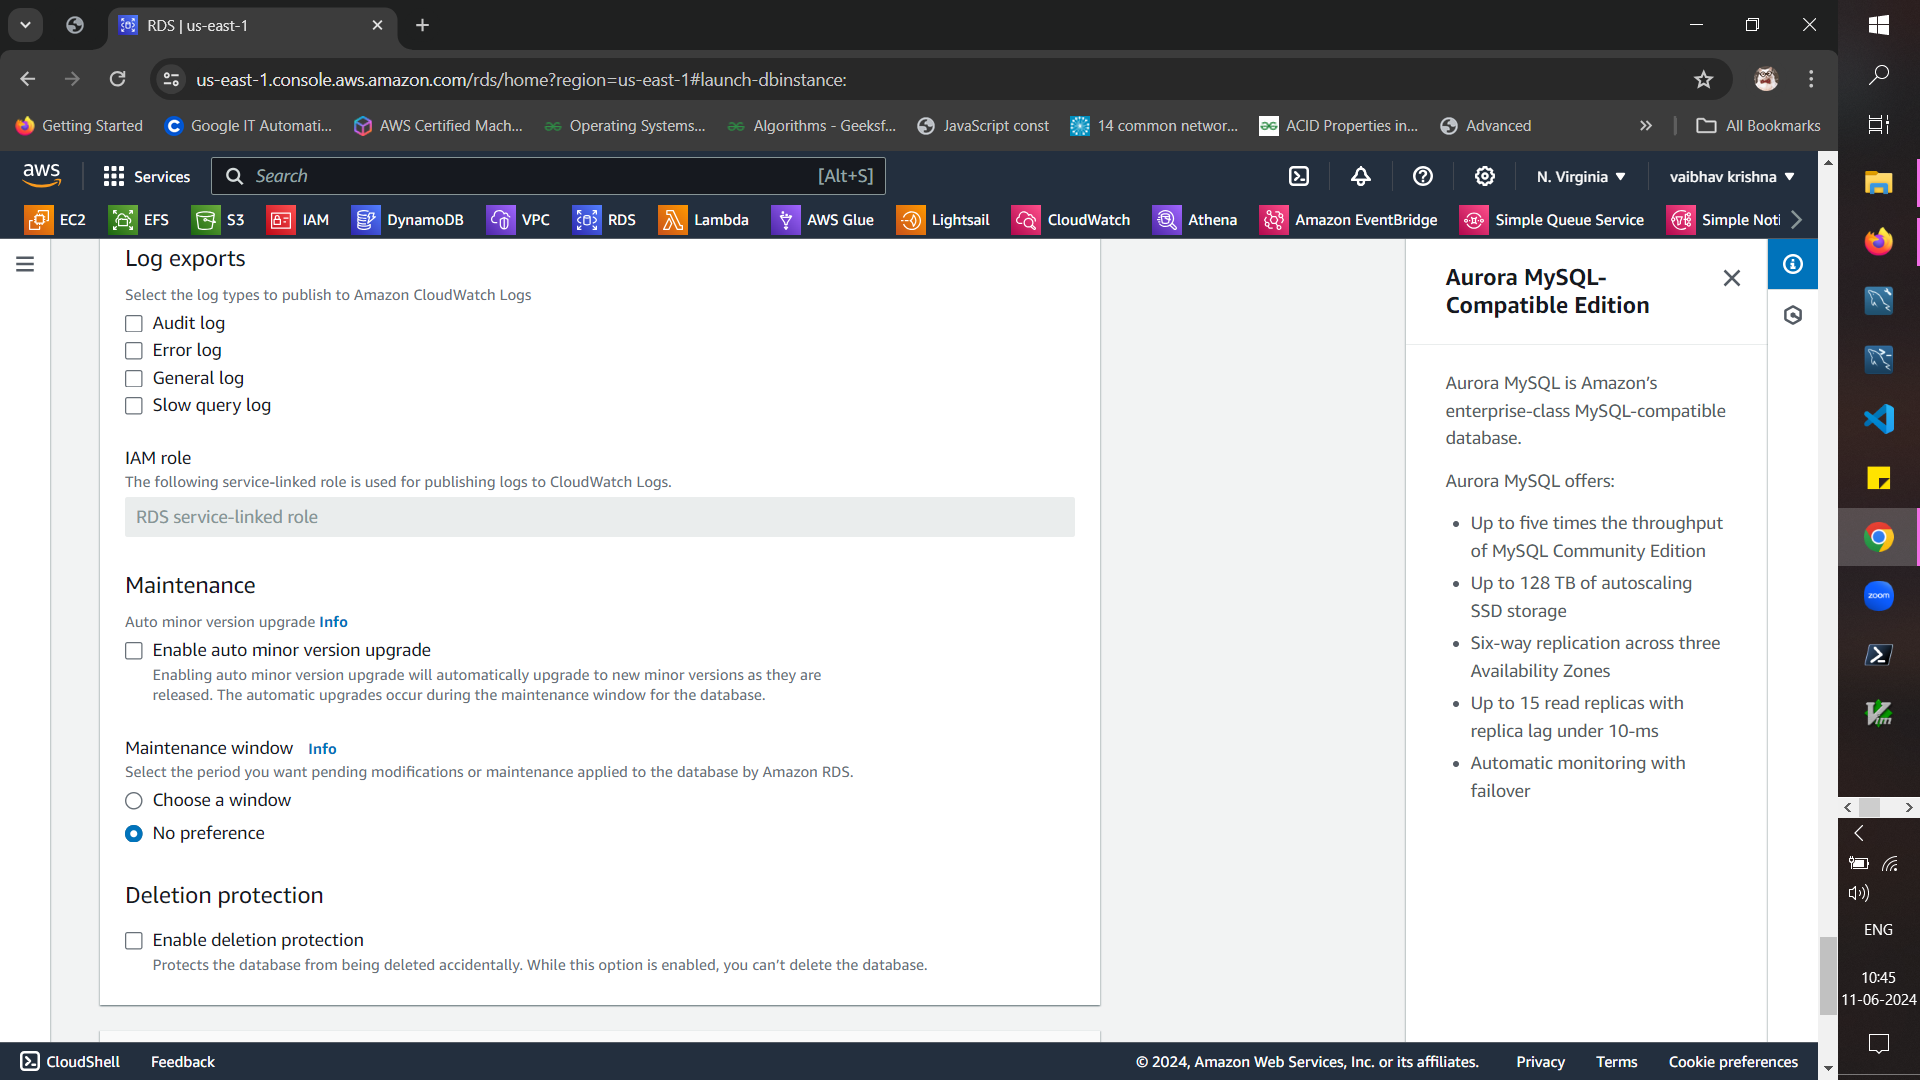 RDS | us-east-1
us-east-1.console.aws.amazon.com/rds/home?region=us-east-1#launch-dbinstance:
Getting Started
Google IT Automati...
AWS Certified Mach...
Operating Systems...
Algorithms - Geeksf...
JavaScript const
14 common networ...
ACID Properties in...
Advanced
All Bookmarks
aws
Services
Search
[Alt+S]
N. Virginia
vaibhav krishna
EC2
EFS
S3
IAM
DynamoDB
VPC
RDS
Lambda
AWS Glue
Lightsail
CloudWatch
Athena
Amazon EventBridge
Simple Queue Service
Simple Noti
Log exports
Select the log types to publish to Amazon CloudWatch Logs
Audit log
Error log
General log
Slow query log
IAM role
The following service-linked role is used for publishing logs to CloudWatch Logs.
RDS service-linked role
Maintenance
Auto minor version upgrade Info
Enable auto minor version upgrade
Enabling auto minor version upgrade will automatically upgrade to new minor versions as they are
released. The automatic upgrades occur during the maintenance window for the database.
Maintenance window Info
Select the period you want pending modifications or maintenance applied to the database by Amazon RDS.
Choose a window
No preference
Deletion protection
Enable deletion protection
Protects the database from being deleted accidentally. While this option is enabled, you can't delete the database.
Aurora MySQL-
Compatible Edition
Aurora MySQL is Amazon's
enterprise-class MySQL-compatible
database.
Aurora MySQL offers:
• Up to five times the throughput
of MySQL Community Edition
• Up to 128 TB of autoscaling
SSD storage
• Six-way replication across three
Availability Zones
• Up to 15 read replicas with
replica lag under 10-ms
• Automatic monitoring with
failover
CloudShell
Feedback
© 2024, Amazon Web Services, Inc. or its affiliates.
Privacy
Terms
Cookie preferences
zoom
Vim
ENG
10:45
11-06-2024